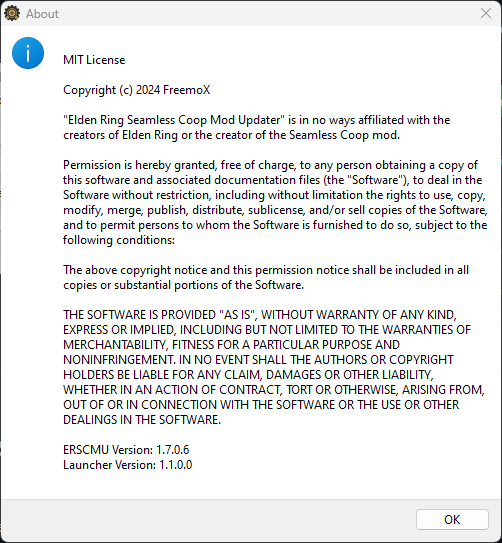 About
MIT License
Copyright (c) 2024 FreemoX
"Elden Ring Seamless Coop Mod Updater" is in no ways affiliated with the
creators of Elden Ring or the creator of the Seamless Coop mod.
Permission is hereby granted, free of charge, to any person obtaining a copy of
this software and associated documentation files (the "Software"), to deal in the
Software without restriction, including without limitation the rights to use, copy,
modify, merge, publish, distribute, sublicense, and/or sell copies of the Software,
and to permit persons to whom the Software is furnished to do so, subject to the
following conditions:
The above copyright notice and this permission notice shall be included in all
copies or substantial portions of the Software.
THE SOFTWARE IS PROVIDED "AS IS", WITHOUT WARRANTY OF ANY KIND,
EXPRESS OR IMPLIED, INCLUDING BUT NOT LIMITED TO THE WARRANTIES OF
MERCHANTABILITY, FITNESS FOR A PARTICULAR PURPOSE AND
NONINFRINGEMENT. IN NO EVENT SHALL THE AUTHORS OR COPYRIGHT
HOLDERS BE LIABLE FOR ANY CLAIM, DAMAGES OR OTHER LIABILITY,
WHETHER IN AN ACTION OF CONTRACT, TORT OR OTHERWISE, ARISING FROM,
OUT OF OR IN CONNECTION WITH THE SOFTWARE OR THE USE OR OTHER
DEALINGS IN THE SOFTWARE.
ERSCMU Version: 1.7.0.6
Launcher Version: 1.1.0.0
OK